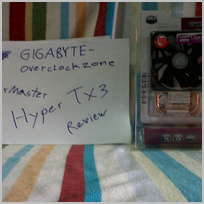 * GIGABYTE-
overclockzone
rMaster
Hyper Tx3
Review